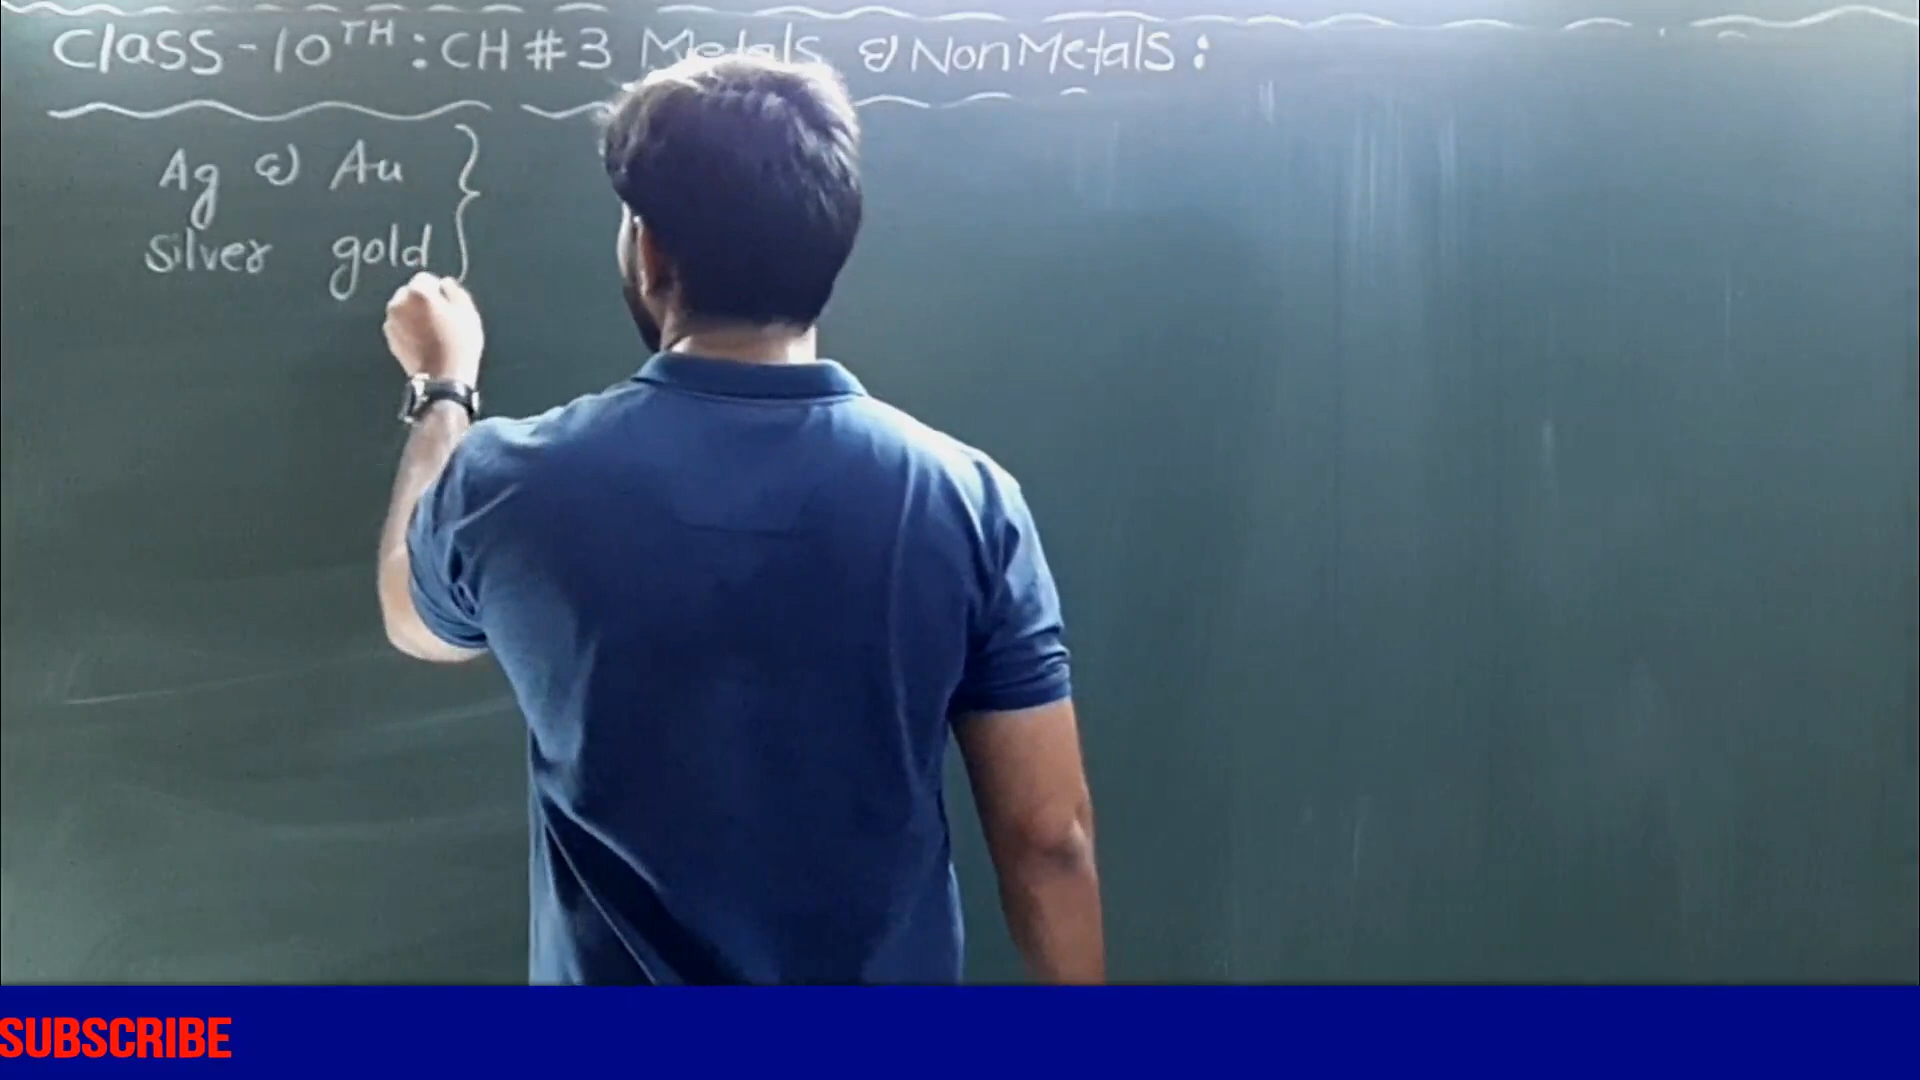 Class-10TH: CH#3 Metals & NonMetals:
Ag & Au
silver gold
SUBSCRIBE